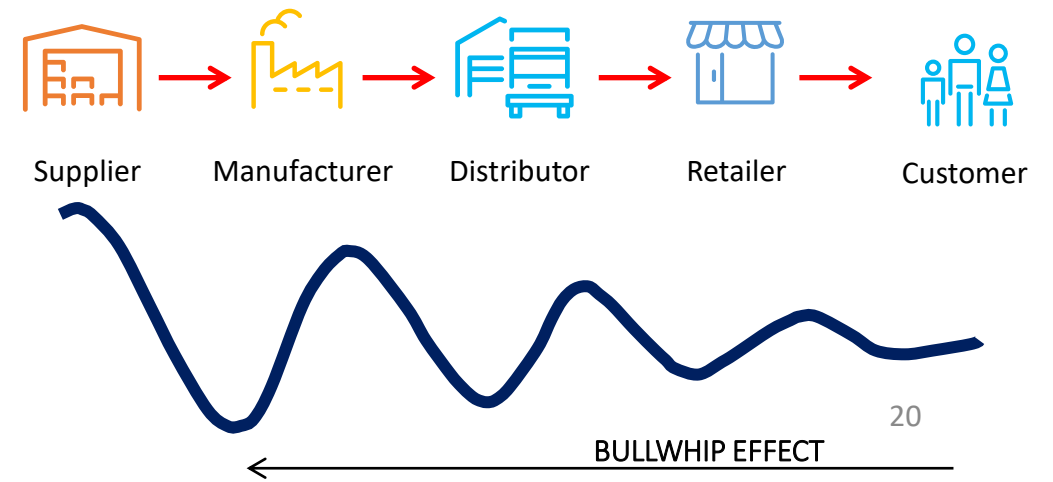 Supplier Manufacturer Distributor Retailer Customer
20
BULLWHIP EFFECT